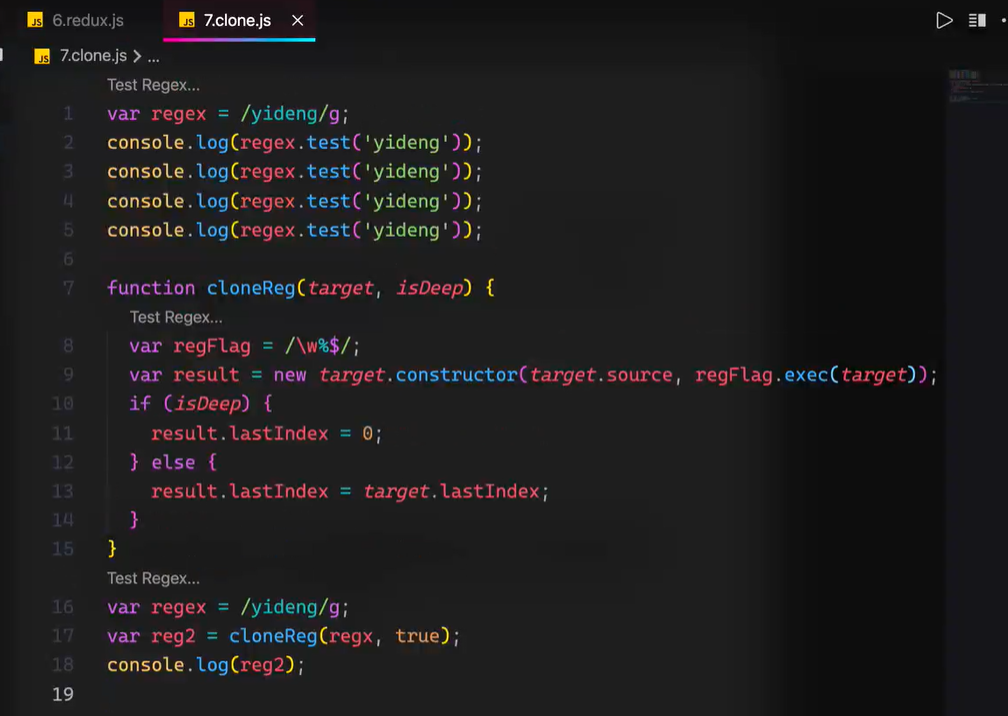 JS 6.redux.js JS 7.clone.js
JS 7.clone.js > ...
Test Regex...
1 var regex = /yideng/g;
2 console.log(regex.test('yideng'));
3 console.log(regex.test('yideng'));
4 console.log(regex.test('yideng'));
5 console.log(regex.test('yideng'));
6
7 function cloneReg(target, isDeep) {
Test Regex...
8 var regFlag = /\w%$/;
9 var result = new target.constructor(target.source, regFlag.exec(target));
10 if (isDeep) {
11 result.lastIndex = 0;
12 } else {
13 result.lastIndex = target.lastIndex;
14 }
15 }
Test Regex...
16 var regex = /yideng/g;
17 var reg2 = cloneReg(regx, true);
18 console.log(reg2);
19